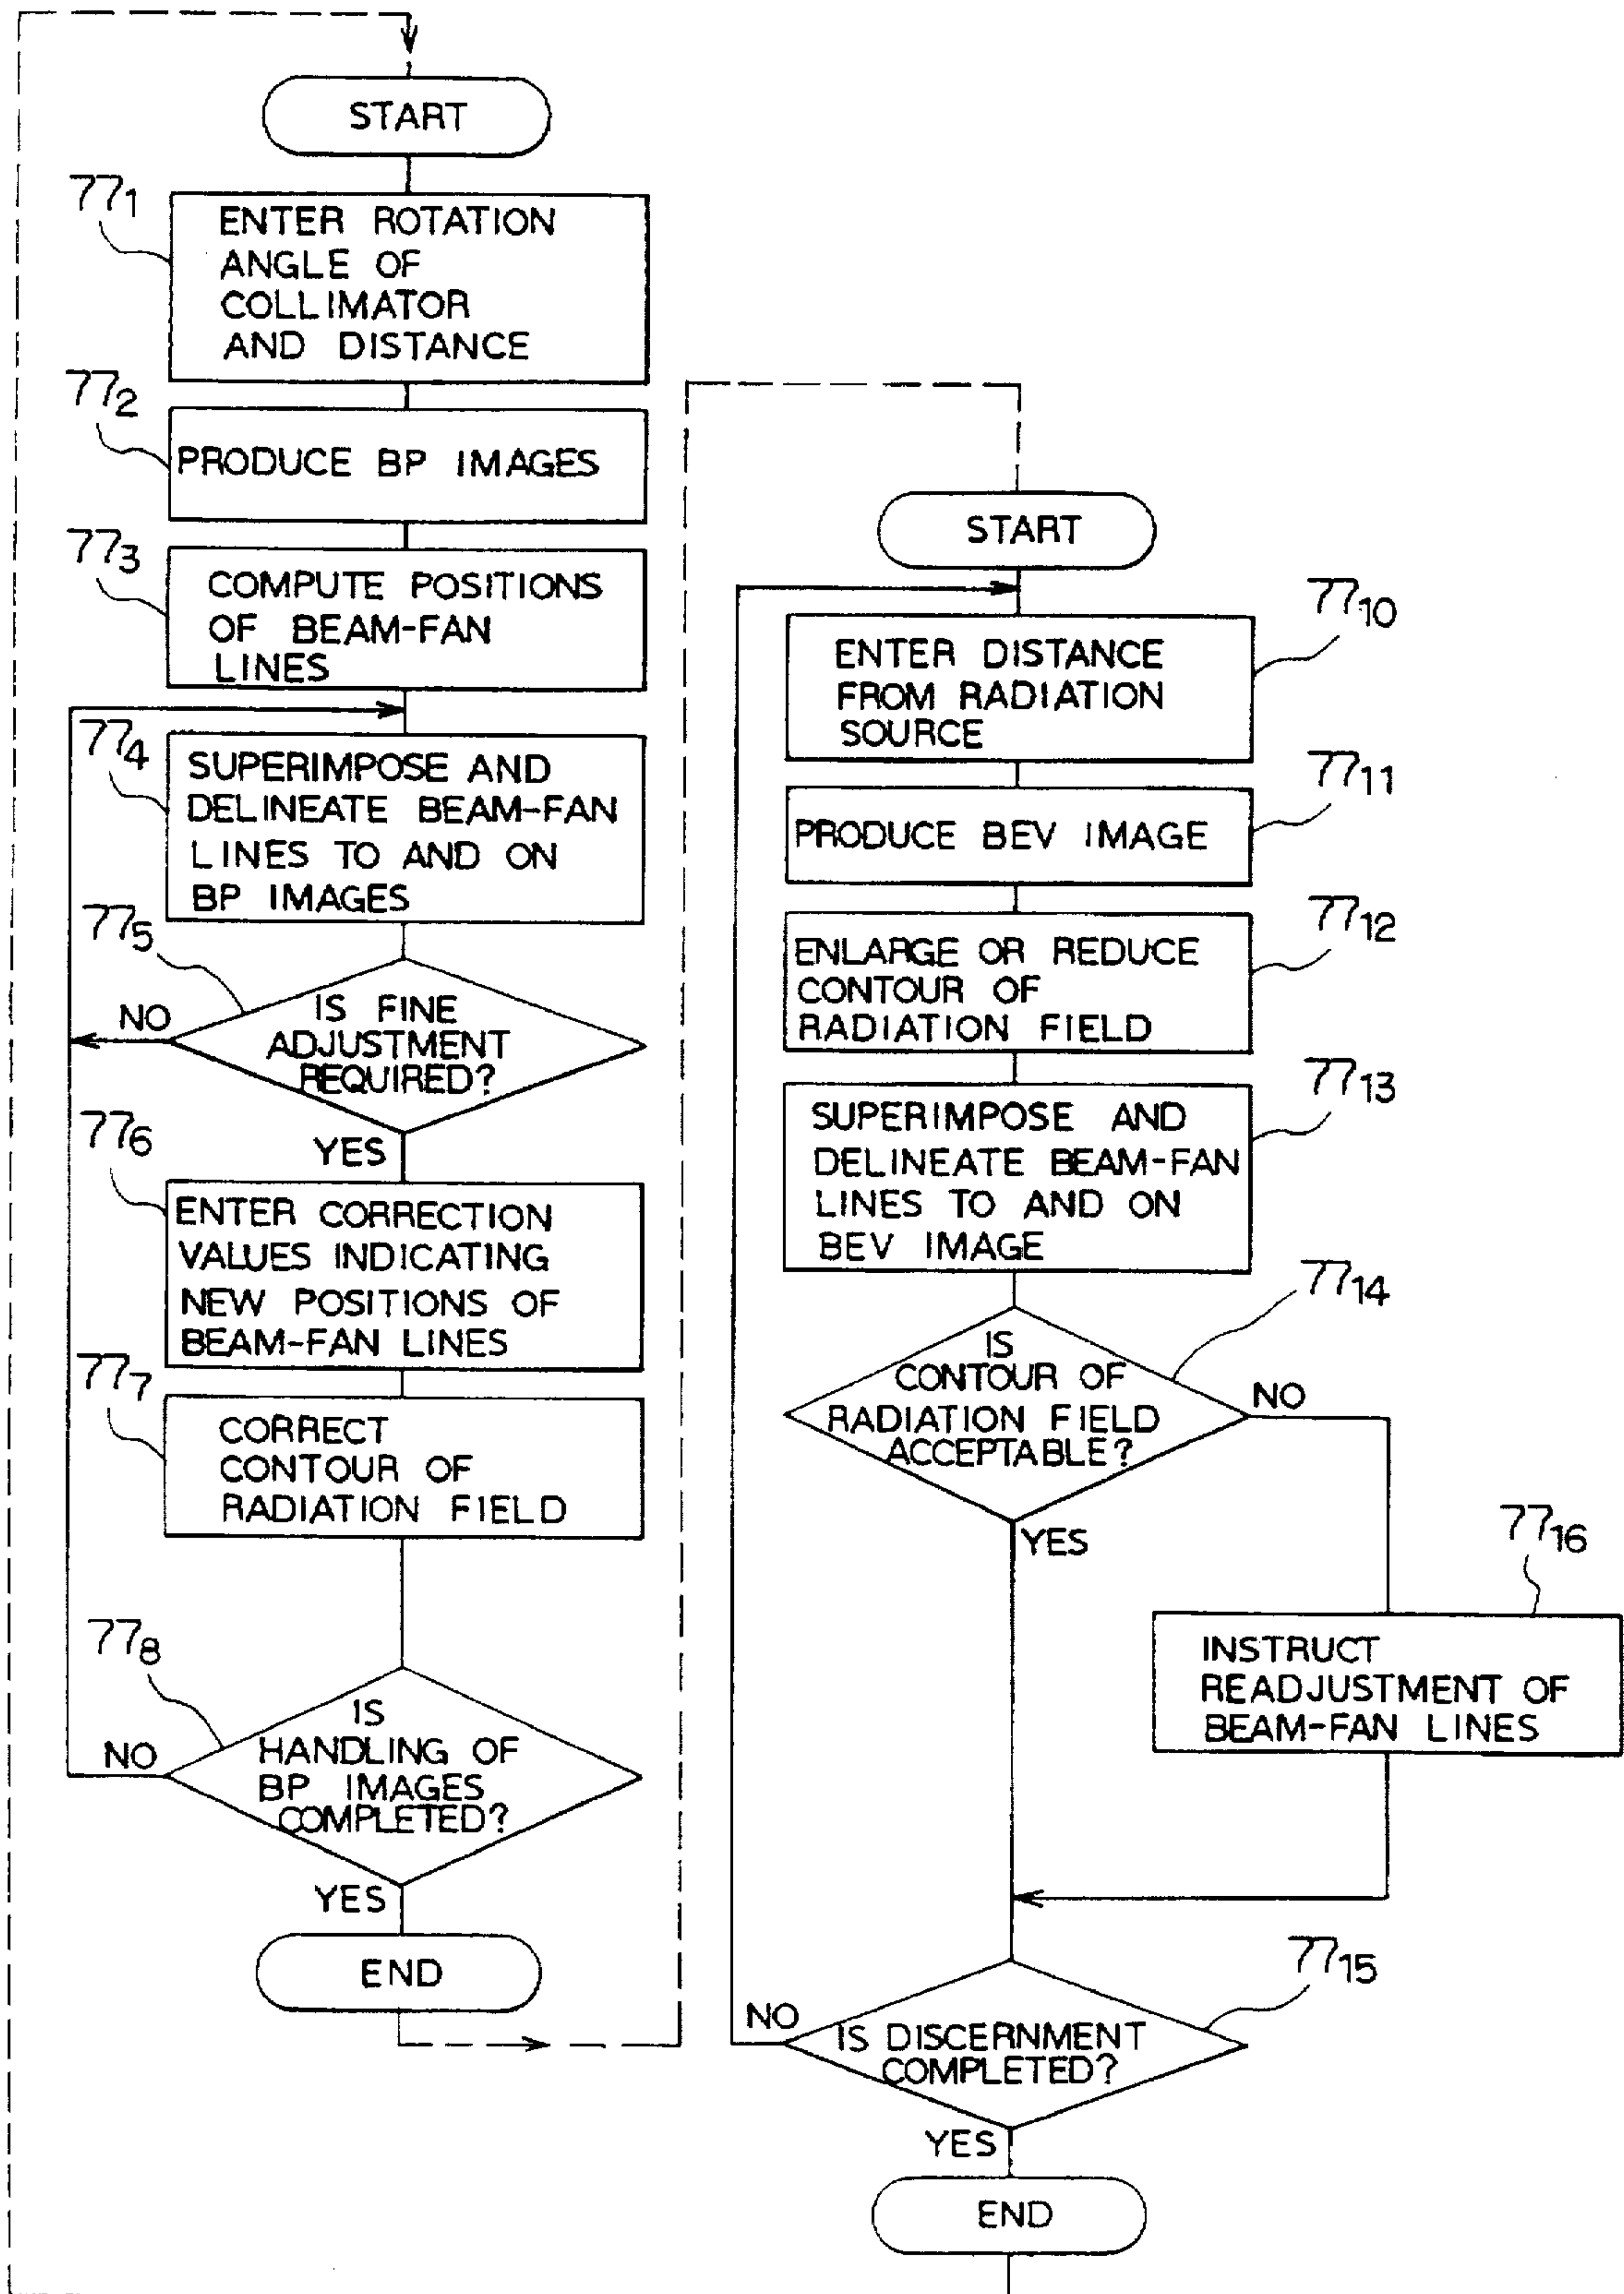 START
77₁
ENTER ROTATION
ANGLE OF
COLLIMATOR
AND DISTANCE
77₂
PRODUCE BP IMAGES
77₃
COMPUTE POSITIONS
OF BEAM-FAN
LINES
77₄
SUPERIMPOSE AND
DELINEATE BEAM-FAN
LINES TO AND ON
BP IMAGES
77₅
IS FINE
ADJUSTMENT
REQUIRED?
NO
YES
77₆
ENTER CORRECTION
VALUES INDICATING
NEW POSITIONS OF
BEAM-FAN LINES
77₇
CORRECT
CONTOUR OF
RADIATION FIELD
77₈
IS
HANDLING OF
BP IMAGES
COMPLETED?
NO
YES
END
START
77₁₀
ENTER DISTANCE
FROM RADIATION
SOURCE
77₁₁
PRODUCE BEV IMAGE
77₁₂
ENLARGE OR REDUCE
CONTOUR OF
RADIATION FIELD
77₁₃
SUPERIMPOSE AND
DELINEATE BEAM-FAN
LINES TO AND ON
BEV IMAGE
77₁₄
IS
CONTOUR OF
RADIATION FIELD
ACCEPTABLE?
NO
YES
77₁₆
INSTRUCT
READJUSTMENT OF
BEAM-FAN LINES
77₁₅
IS DISCERNMENT
COMPLETED?
NO
YES
END